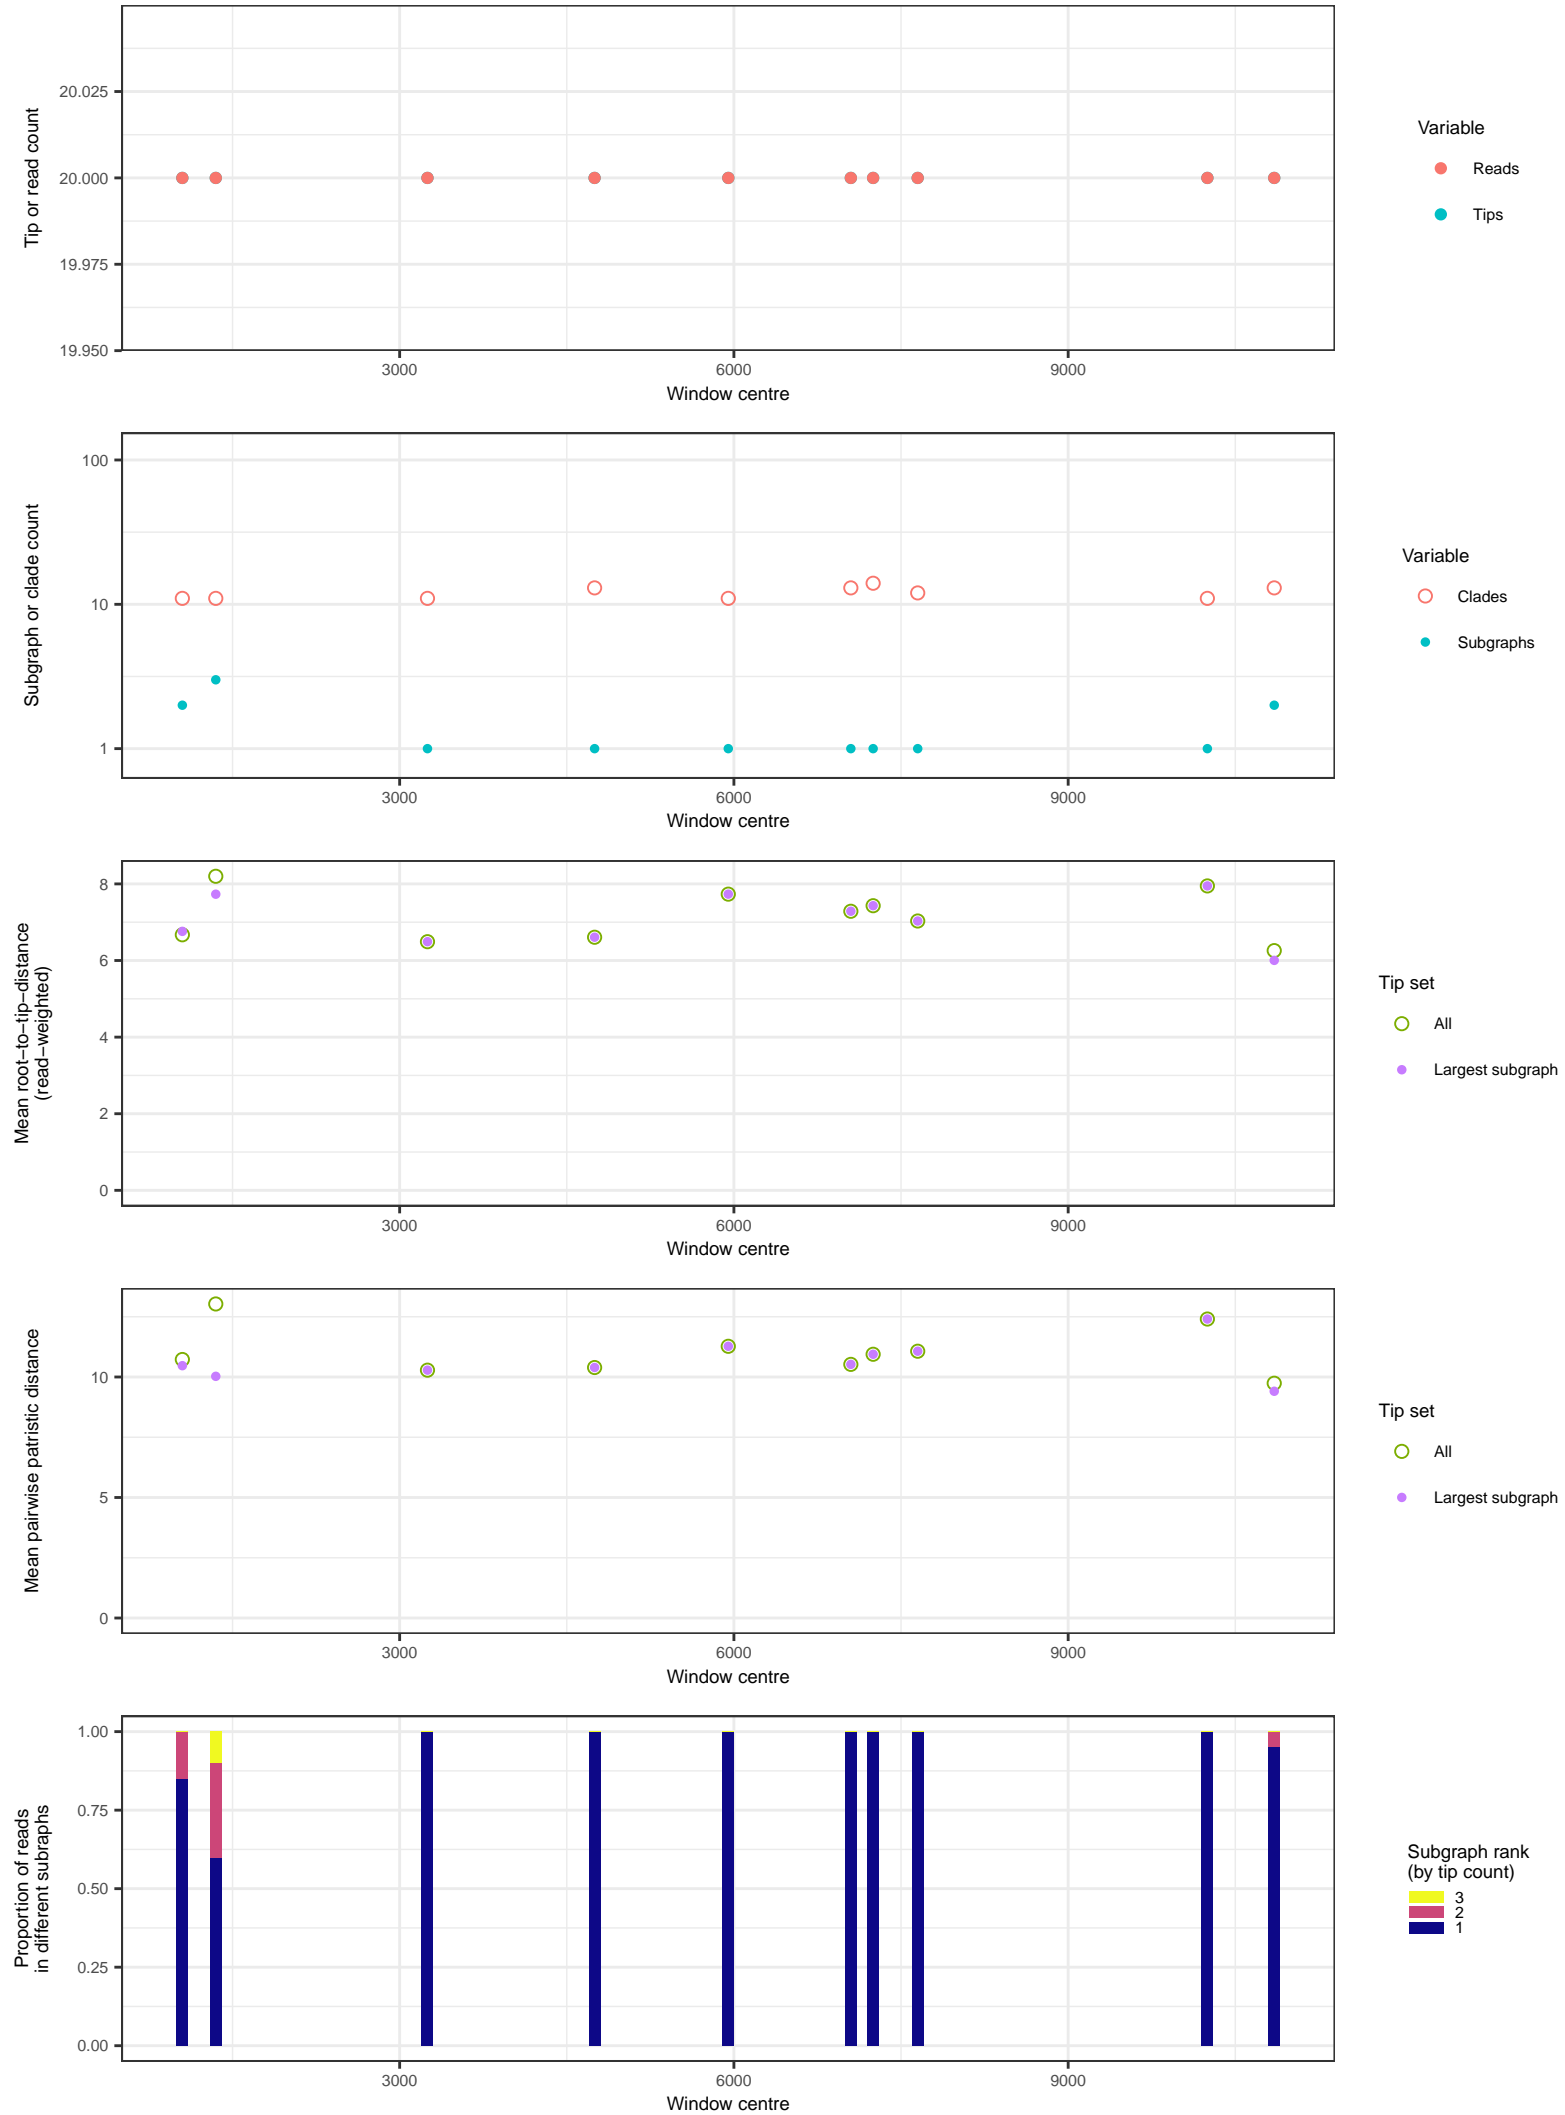 20.025
20.000
19.975
19.950
Tip or read count
3000 6000 9000
Window centre
Variable
Reads
Tips
100
10
1
Subgraph or clade count
3000 6000 9000
Window centre
Variable
Clades
Subgraphs
8
6
4
2
0
Mean root−to−tip−distance
(read−weighted)
3000 6000 9000
Window centre
Tip set
All
Largest subgraph
10
5
0
Mean pairwise patristic distance
3000 6000 9000
Window centre
Tip set
All
Largest subgraph
1.00
0.75
0.50
0.25
0.00
Proportion of reads
in different subraphs
3000 6000 9000
Window centre
Subgraph rank
(by tip count)
3
2
1